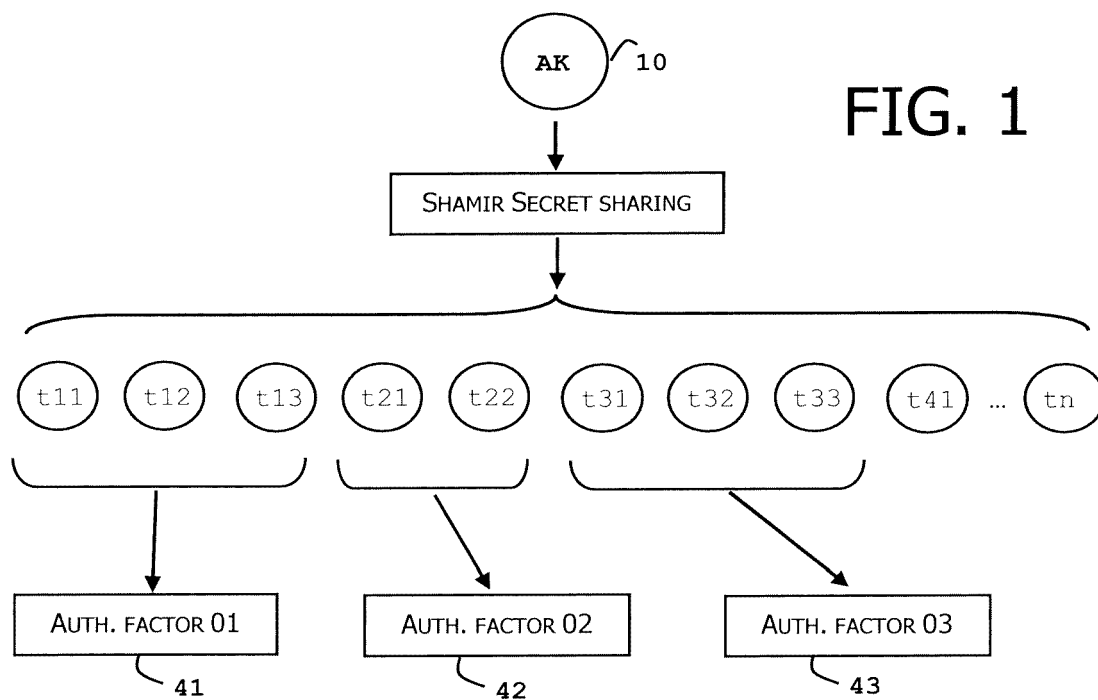 AK
10
FIG. 1
SHAMIR SECRET SHARING
t11 t12 t13 t21 t22 t31 t32 t33 t41 ... tn
AUTH. FACTOR 01 AUTH. FACTOR 02 AUTH. FACTOR 03
41 42 43